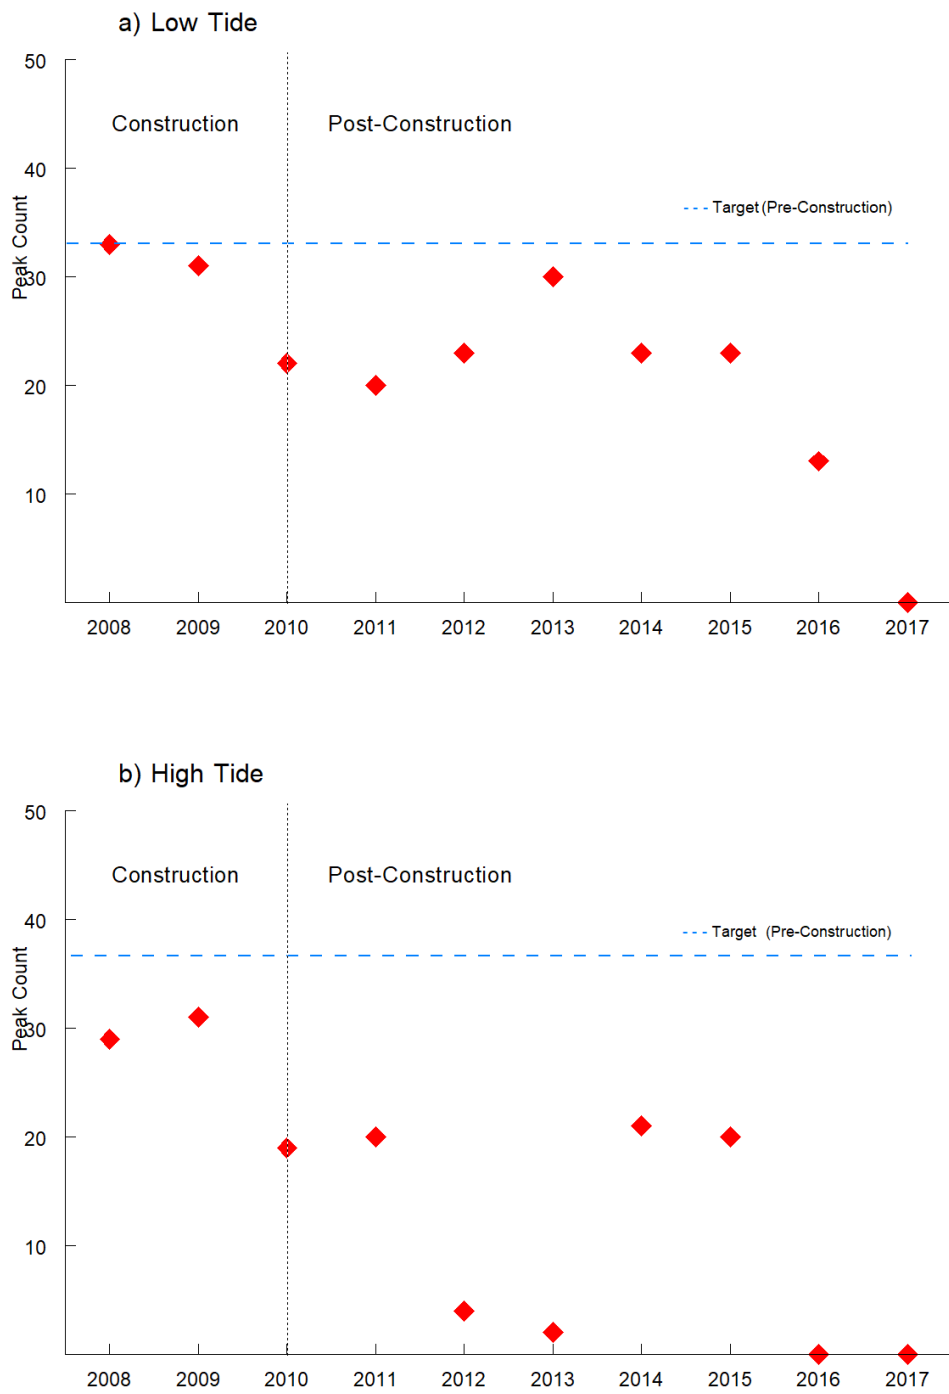 a) Low Tide
50
Construction
Post-Construction
40
Target (Pre-Construction)
Peak Count
30
20
10
2008 2009 2010 2011 2012 2013 2014 2015 2016 2017
b) High Tide
50
Construction
Post-Construction
40
Target (Pre-Construction)
Peak Count
30
20
10
2008 2009 2010 2011 2012 2013 2014 2015 2016 2017